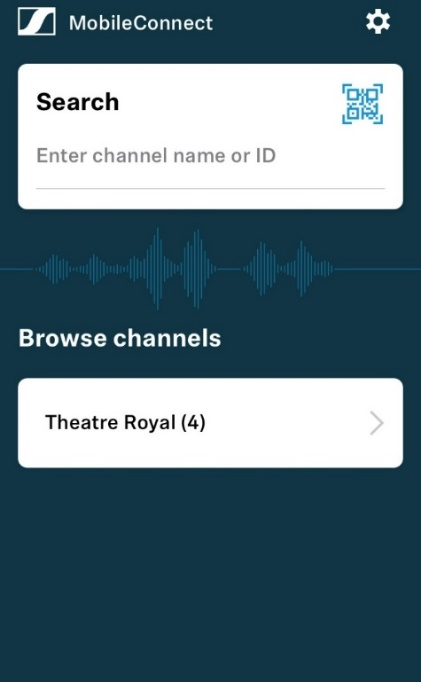 MobileConnect
Search
Enter channel name or ID
Browse channels
Theatre Royal (4)